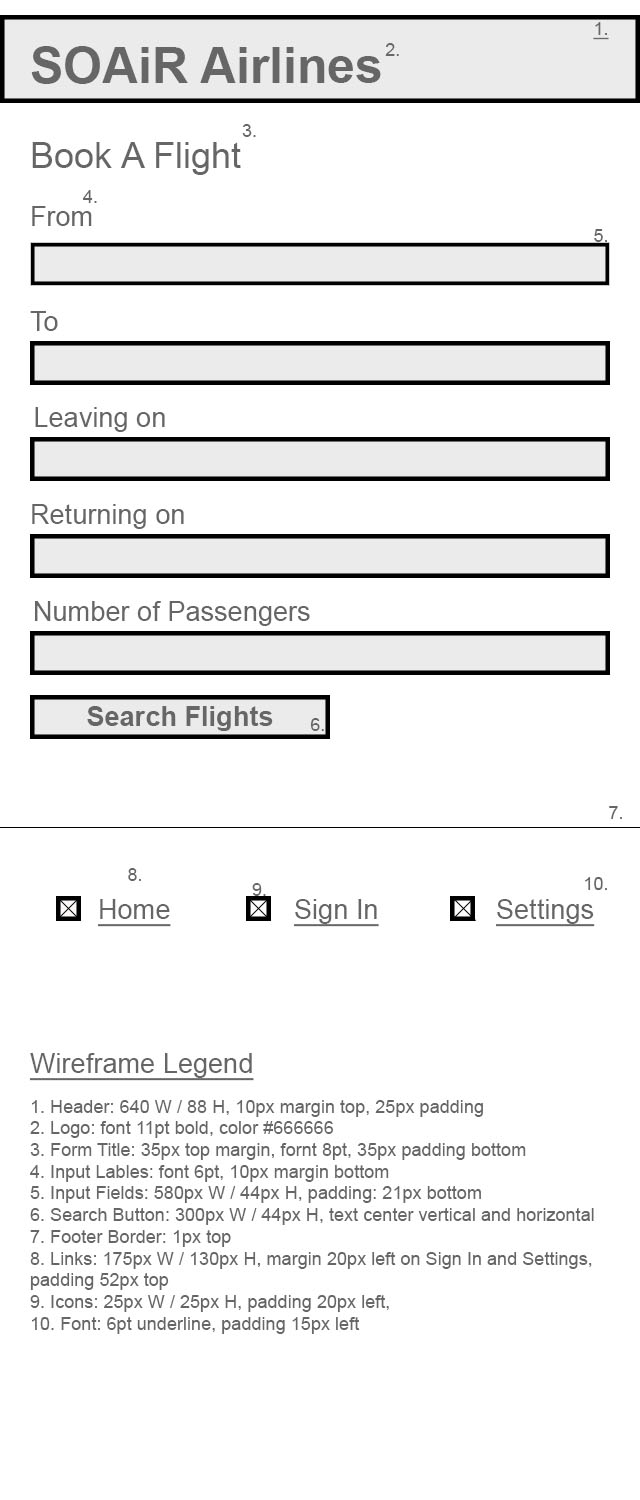 1.
SOAiR Airlines 2.
Book A Flight 3.
4.
From
5.
To
Leaving on
Returning on
Number of Passengers
Search Flights 6.
7.
8. 9. 10.
Home Sign In Settings
Wireframe Legend
1. Header: 640 W / 88 H, 10px margin top, 25px padding
2. Logo: font 11pt bold, color #666666
3. Form Title: 35px top margin, fornt 8pt, 35px padding bottom
4. Input Lables: font 6pt, 10px margin bottom
5. Input Fields: 580px W / 44px H, padding: 21px bottom
6. Search Button: 300px W / 44px H, text center vertical and horizontal
7. Footer Border: 1px top
8. Links: 175px W / 130px H, margin 20px left on Sign In and Settings,
padding 52px top
9. Icons: 25px W / 25px H, padding 20px left,
10. Font: 6pt underline, padding 15px left